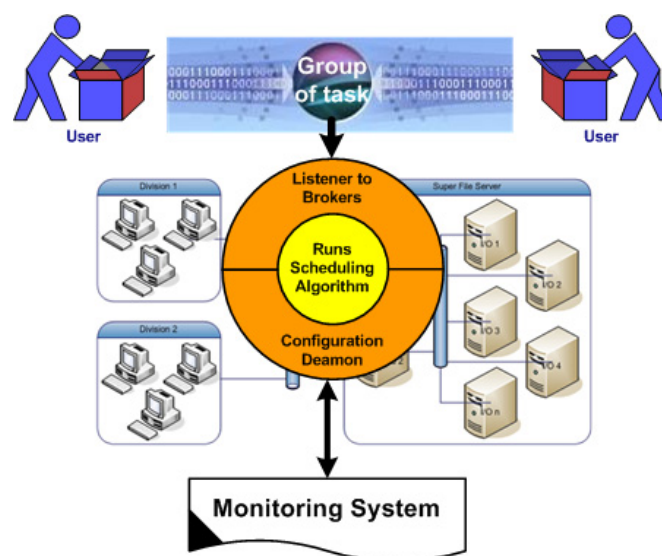 Group
of task
User
User
Division 1
Super File Server
Listener to
Brokers
Runs
Scheduling
Algorithm
Configuration
Deamon
I/O 1
I/O 2
I/O 3
I/O 4
I/O n
Division 2
Monitoring System